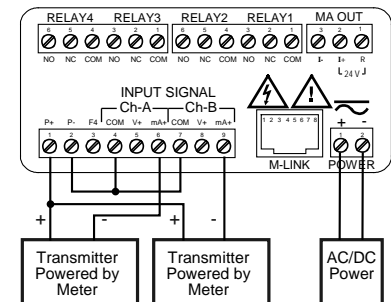 RELAY4 RELAY3 RELAY2 RELAY1 MA OUT
6 5 4 3 2 1 6 5 4 3 2 1 3 2 1
NO NC COM NO NC COM NO NC COM NO NC COM I- I+ R
24 V
INPUT SIGNAL
Ch-A Ch-B
P+ P- F4 COM V+ mA+ COM V+ mA+
1 2 3 4 5 6 7 8 9
1 2 3 4 5 6 7 8
M-LINK
+ -
1 2
POWER
+ - + -
Transmitter Powered by Meter
Transmitter Powered by Meter
AC/DC Power